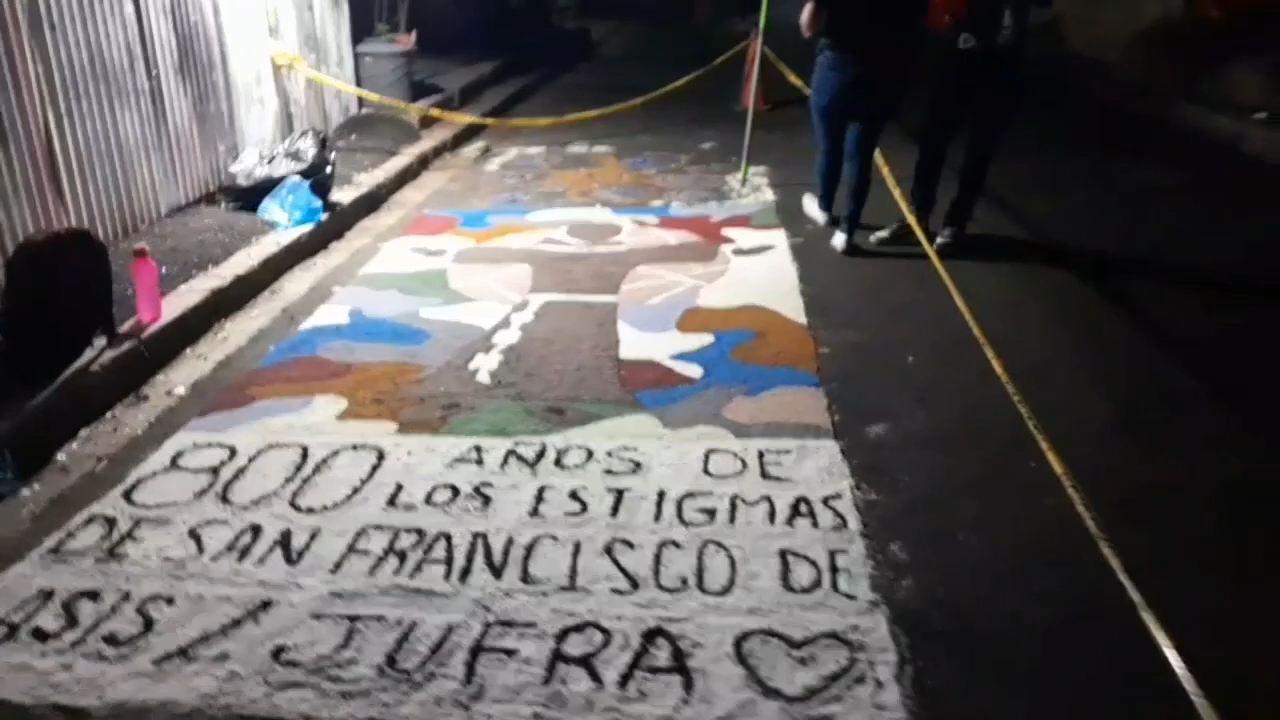 800 AÑOS DE
LOS ESTIGMAS
DE SAN FRANCISCO DE
ASIS / JUFRA